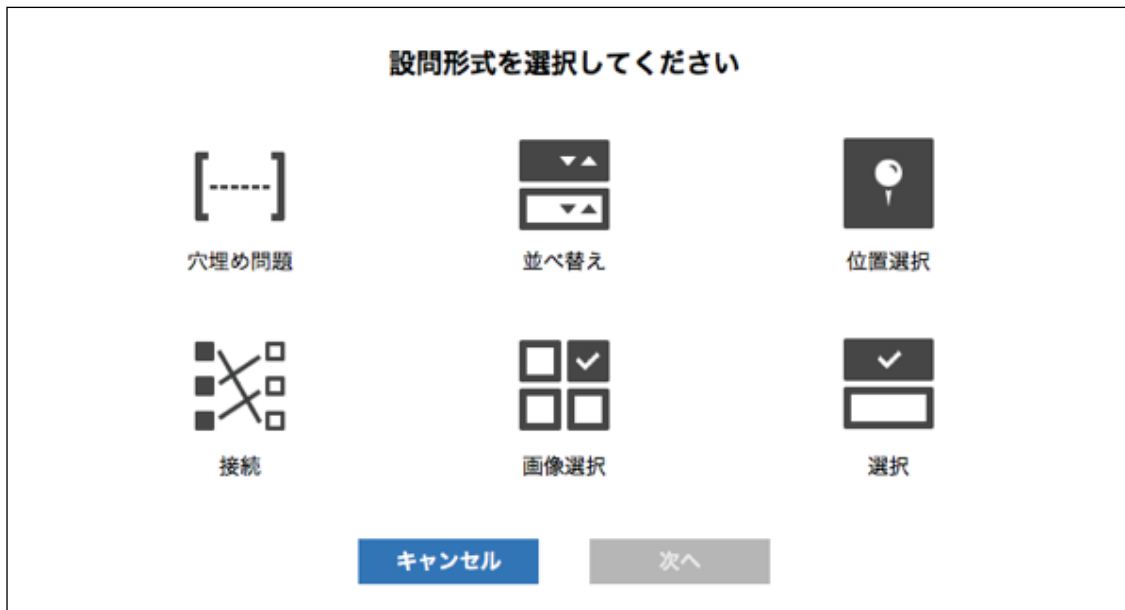 設問形式を選択してください
穴埋め問題
並べ替え
位置選択
接続
画像選択
選択
キャンセル
次へ